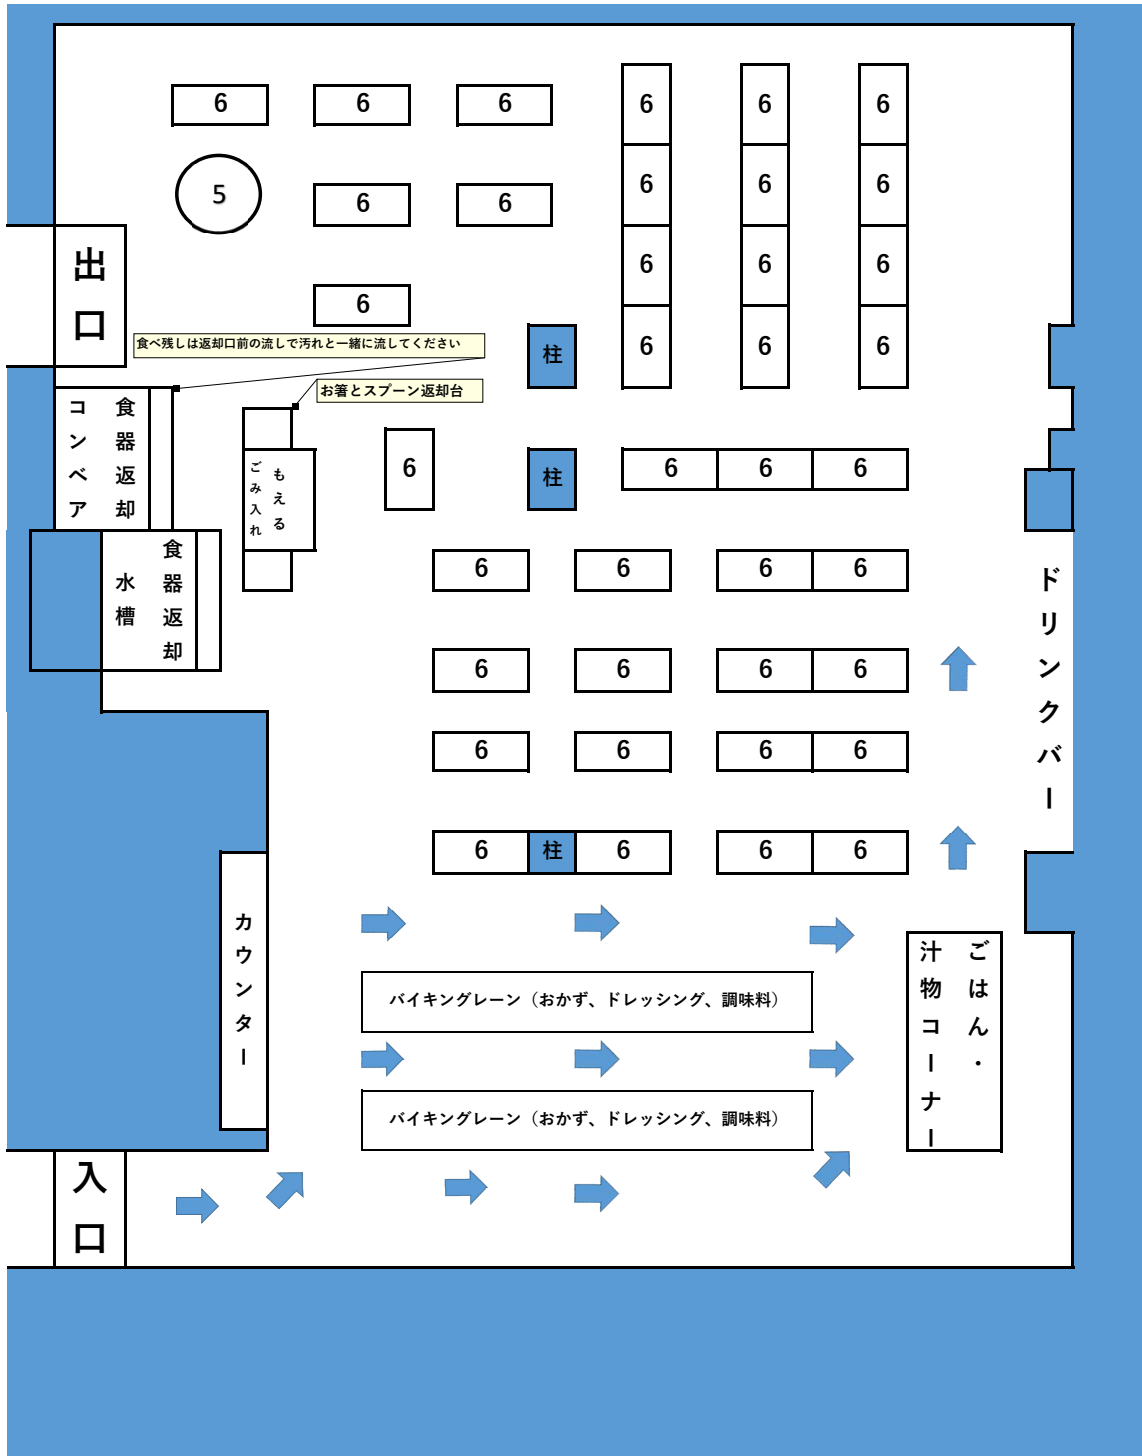 6 6 6 6 6 6
5 6 6 6 6 6
6 6 6 6
6 6 6 6
出口
食べ残しは返却口前の流しで汚れと一緒に流してください
柱
お箸とスプーン返却台
食器返却
コンベア
もえる
ごみ入れ
6 柱 6 6 6
食器返却
水槽
6 6 6 6
6 6 6 6
6 6 6 6
6 柱 6 6 6
ドリンクバー
カウンター
バイキングレーン（おかず、ドレッシング、調味料）
バイキングレーン（おかず、ドレッシング、調味料）
ごはん・
汁物コーナー
入口